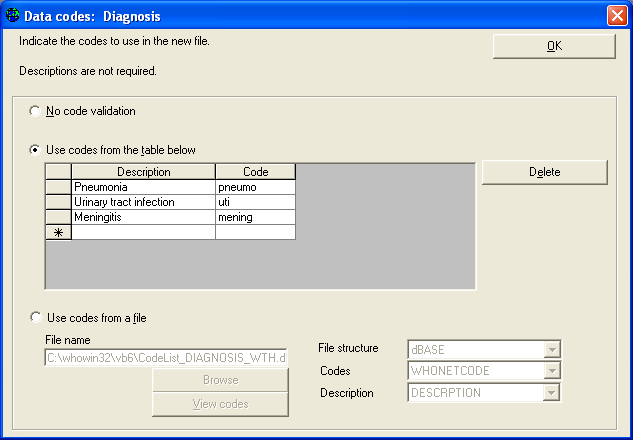 Data codes: Diagnosis
Indicate the codes to use in the new file.
OK
Descriptions are not required.
No code validation
Use codes from the table below
Description Code
Delete
Pneumonia pneumo
Urinary tract infection uti
Meningitis mening
Use codes from a file
File name
File structure dBASE
C:\whowin32\vb6\CodeList_DIAGNOSIS_WTH.d
Codes WHONETCODE
Browse
Description DESCRPTION
View codes